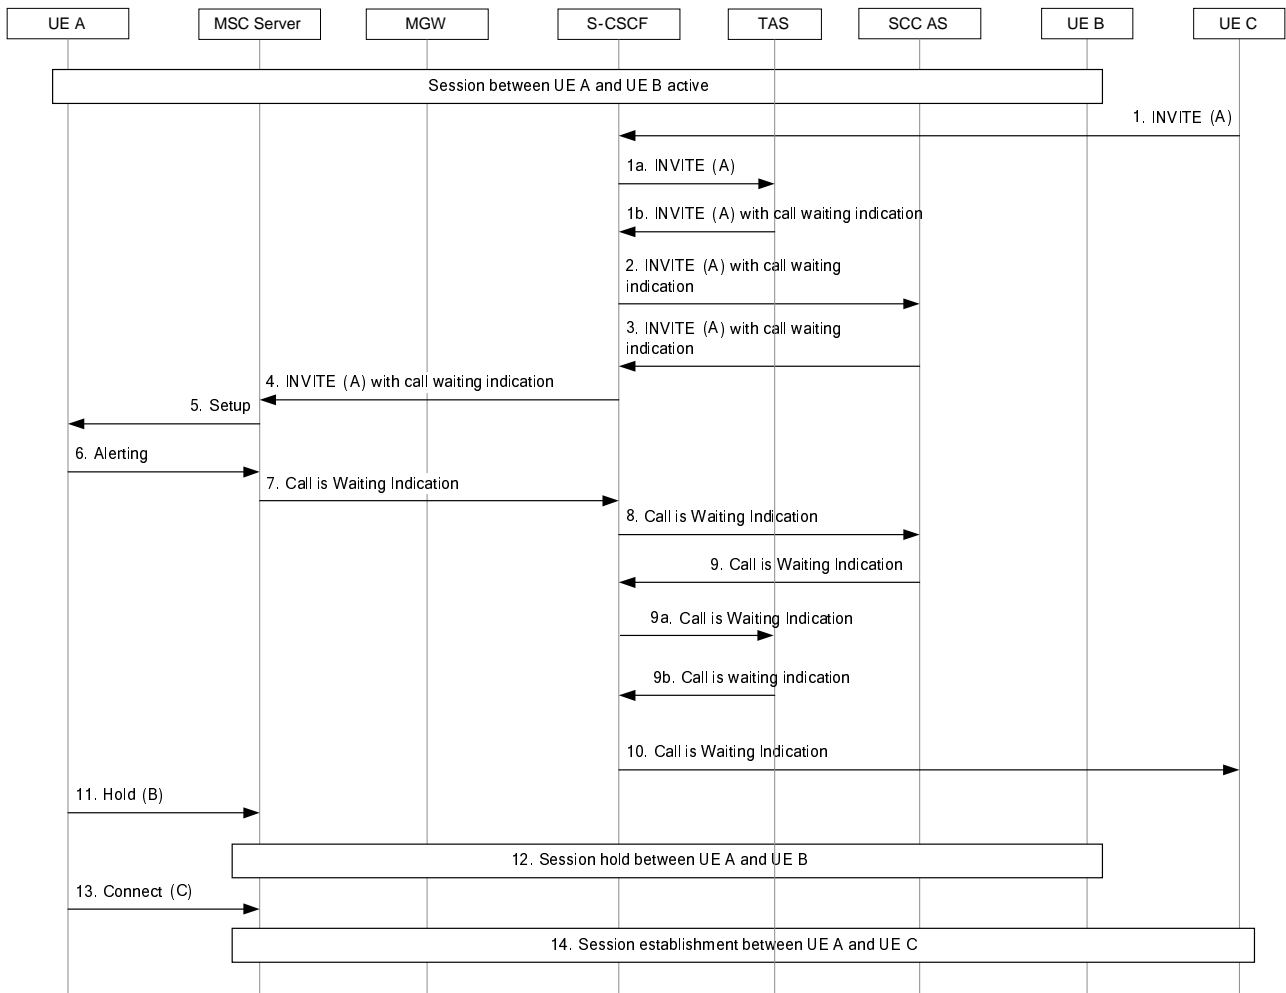 UE A
MSC Server
MGW
S-CSCF
TAS
SCC AS
UE B
UE C
Session between UE A and UE B active
1. INVITE (A)
1a. INVITE (A)
1b. INVITE (A) with call waiting indication
2. INVITE (A) with call waiting
indication
3. INVITE (A) with call waiting
indication
4. INVITE (A) with call waiting indication
5. Setup
6. Alerting
7. Call is Waiting Indication
8. Call is Waiting Indication
9. Call is Waiting Indication
9a. Call is Waiting Indication
9b. Call is waiting indication
10. Call is Waiting Indication
11. Hold (B)
12. Session hold between UE A and UE B
13. Connect (C)
14. Session establishment between UE A and UE C